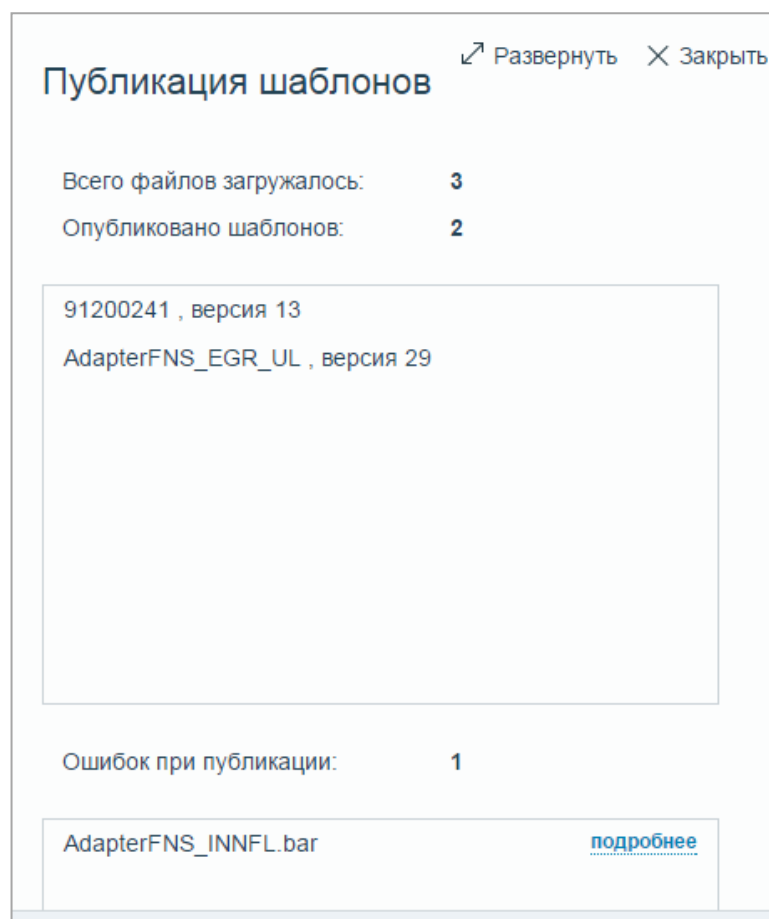 Развернуть Закрыть
Публикация шаблонов
Всего файлов загружалось: 3
Опубликовано шаблонов: 2
91200241 , версия 13
AdapterFNS_EGR_UL , версия 29
Ошибок при публикации: 1
AdapterFNS_INNFL.bar подробнее